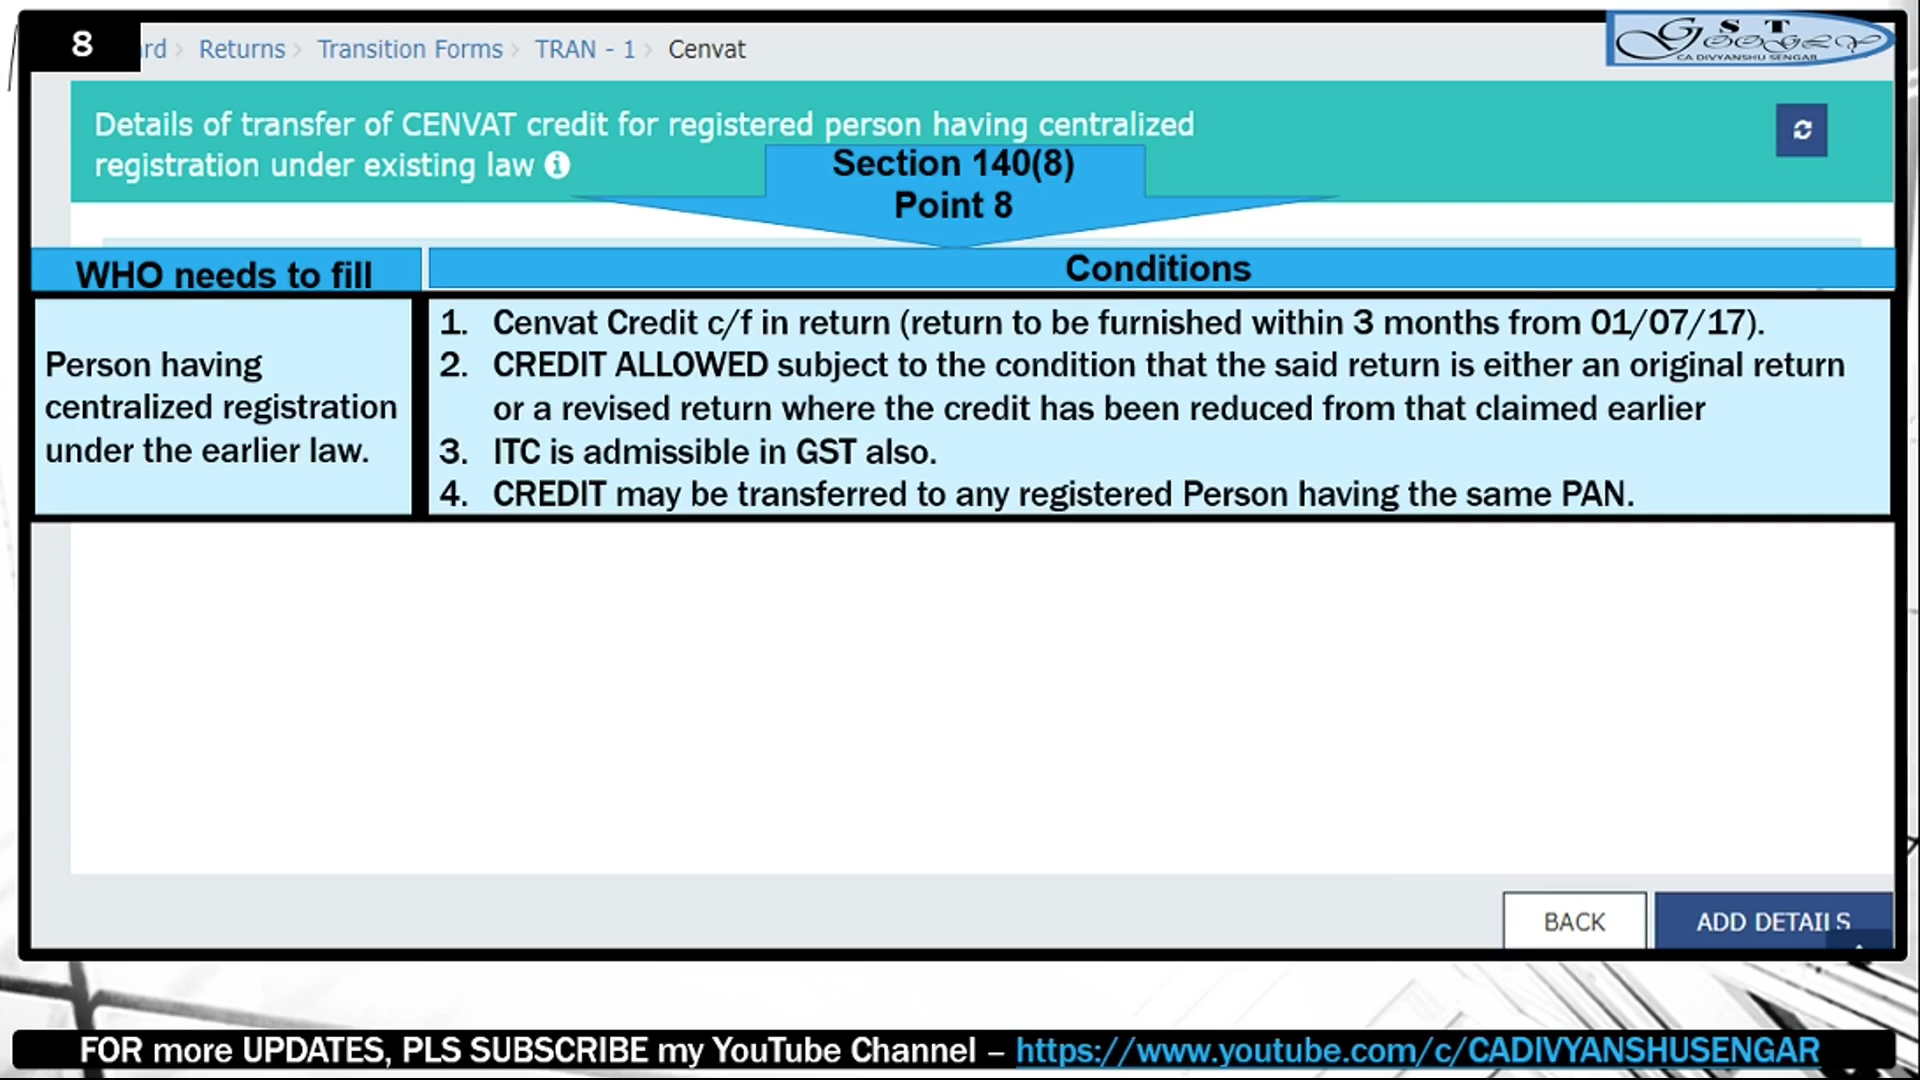 8
rd > Returns > Transition Forms > TRAN - 1 > Cenvat
GST
GOOGLY
CA DIVYANSHU SENGAR
Details of transfer of CENVAT credit for registered person having centralized
registration under existing law
Section 140(8)
Point 8
WHO needs to fill
Conditions
Person having
centralized registration
under the earlier law.
1. Cenvat Credit c/f in return (return to be furnished within 3 months from 01/07/17).
2. CREDIT ALLOWED subject to the condition that the said return is either an original return
or a revised return where the credit has been reduced from that claimed earlier
3. ITC is admissible in GST also.
4. CREDIT may be transferred to any registered Person having the same PAN.
BACK
ADD DETAILS
FOR more UPDATES, PLS SUBSCRIBE my YouTube Channel – https://www.youtube.com/c/CADIVYANSHUSENGAR